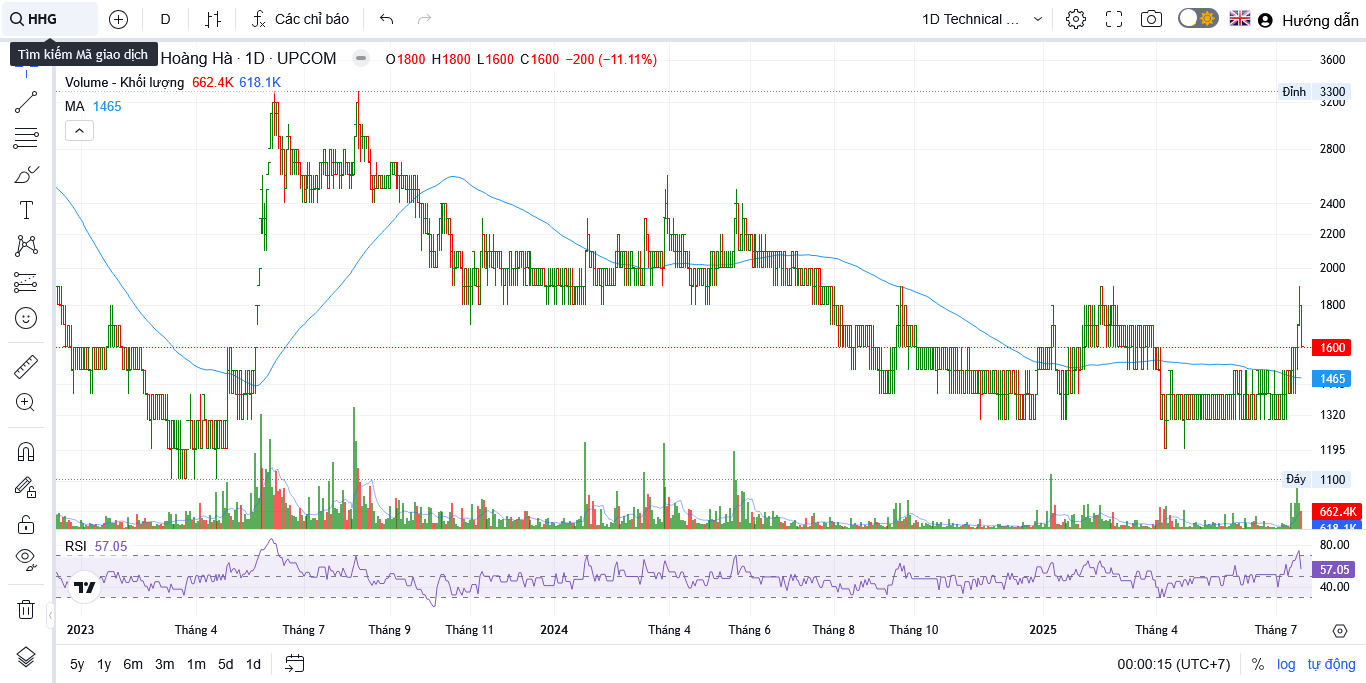 HHG
D
Các chỉ báo
1D Technical ...
Hướng dẫn
Tìm kiếm Mã giao dịch
Hoàng Hà · 1D · UPCOM
O1800 H1800 L1600 C1600 −200 (−11.11%)
Volume - Khối lượng 662.4K 618.1K
MA 1465
3600
Đỉnh 3300
3200
2800
2400
2200
2000
1800
1600
1465
1320
1195
Đáy 1100
662.4K
618.1K
RSI 57.05
80.00
57.05
40.00
2023 Tháng 4 Tháng 7 Tháng 9 Tháng 11 2024 Tháng 4 Tháng 6 Tháng 8 Tháng 10 2025 Tháng 4 Tháng 7
5y 1y 6m 3m 1m 5d 1d
00:00:15 (UTC+7) % log tự động